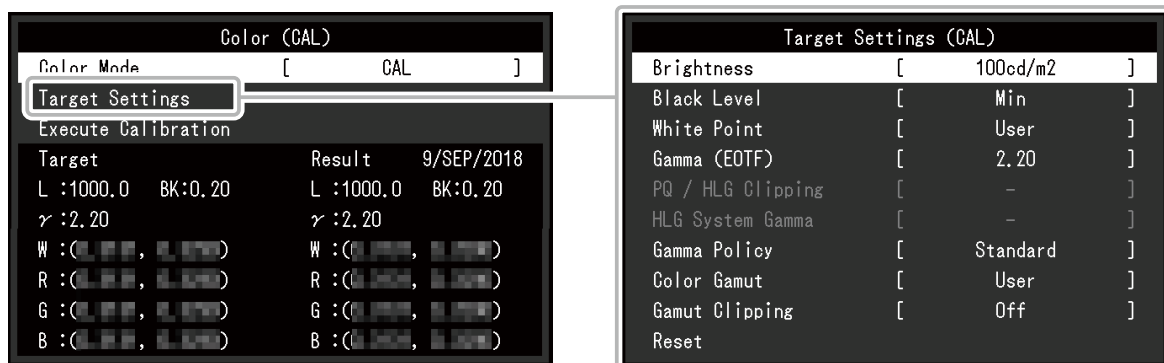 Color (CAL)
Color Mode [ CAL ]
Target Settings
Execute Calibration
Target Result 9/SEP/2018
L :1000.0 BK:0.20 L :1000.0 BK:0.20
γ:2.20 γ:2.20
W :( , ) W :( , )
R :( , ) R :( , )
G :( , ) G :( , )
B :( , ) B :( , )
Target Settings (CAL)
Brightness [ 100cd/m2 ]
Black Level [ Min ]
White Point [ User ]
Gamma (EOTF) [ 2.20 ]
PQ / HLG Clipping [ - ]
HLG System Gamma [ - ]
Gamma Policy [ Standard ]
Color Gamut [ User ]
Gamut Clipping [ Off ]
Reset